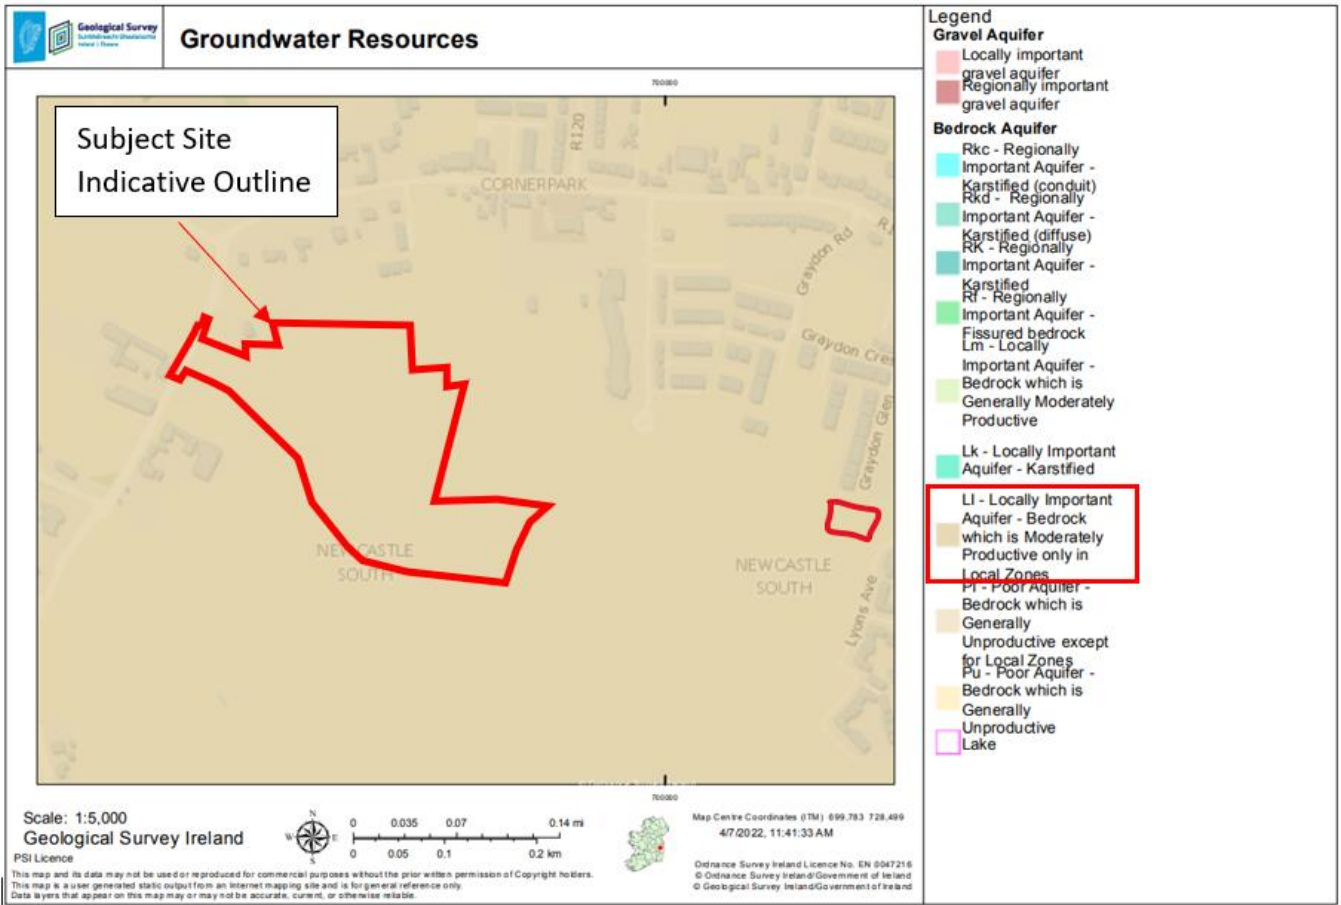 Geological Survey
Suirbhéireacht Gheolaíochta
Ireland | Éireann
Groundwater Resources
700000
Subject Site
Indicative Outline
R120
CORNERPARK
Graydon Rd
Graydon Cres
Graydon Glen
NEWCASTLE
SOUTH
NEWCASTLE
SOUTH
Lyons Ave
700000
Scale: 1:5,000
Geological Survey Ireland
PSI Licence
N
W
E
S
0 0.035 0.07 0.14 mi
0 0.05 0.1 0.2 km
Map Centre Coordinates (ITM) 699,783 728,499
4/7/2022, 11:41:33 AM
Ordnance Survey Ireland Licence No. EN 0047216
© Ordnance Survey Ireland/Government of Ireland
© Geological Survey Ireland/Government of Ireland
This map and its data may not be used or reproduced for commercial purposes without the prior written permission of Copyright holders.
This map is a user generated static output from an Internet mapping site and is for general reference only.
Data layers that appear on this map may or may not be accurate, current, or otherwise reliable.
Legend
Gravel Aquifer
Locally important
gravel aquifer
Regionally important
gravel aquifer
Bedrock Aquifer
Rkc - Regionally
Important Aquifer -
Karstified (conduit)
Rkd - Regionally
Important Aquifer -
Karstified (diffuse)
RK - Regionally
Important Aquifer -
Karstified
Rf - Regionally
Important Aquifer -
Fissured bedrock
Lm - Locally
Important Aquifer -
Bedrock which is
Generally Moderately
Productive
Lk - Locally Important
Aquifer - Karstified
Ll - Locally Important
Aquifer - Bedrock
which is Moderately
Productive only in
Local Zones
Pl - Poor Aquifer -
Bedrock which is
Generally
Unproductive except
for Local Zones
Pu - Poor Aquifer -
Bedrock which is
Generally
Unproductive
Lake